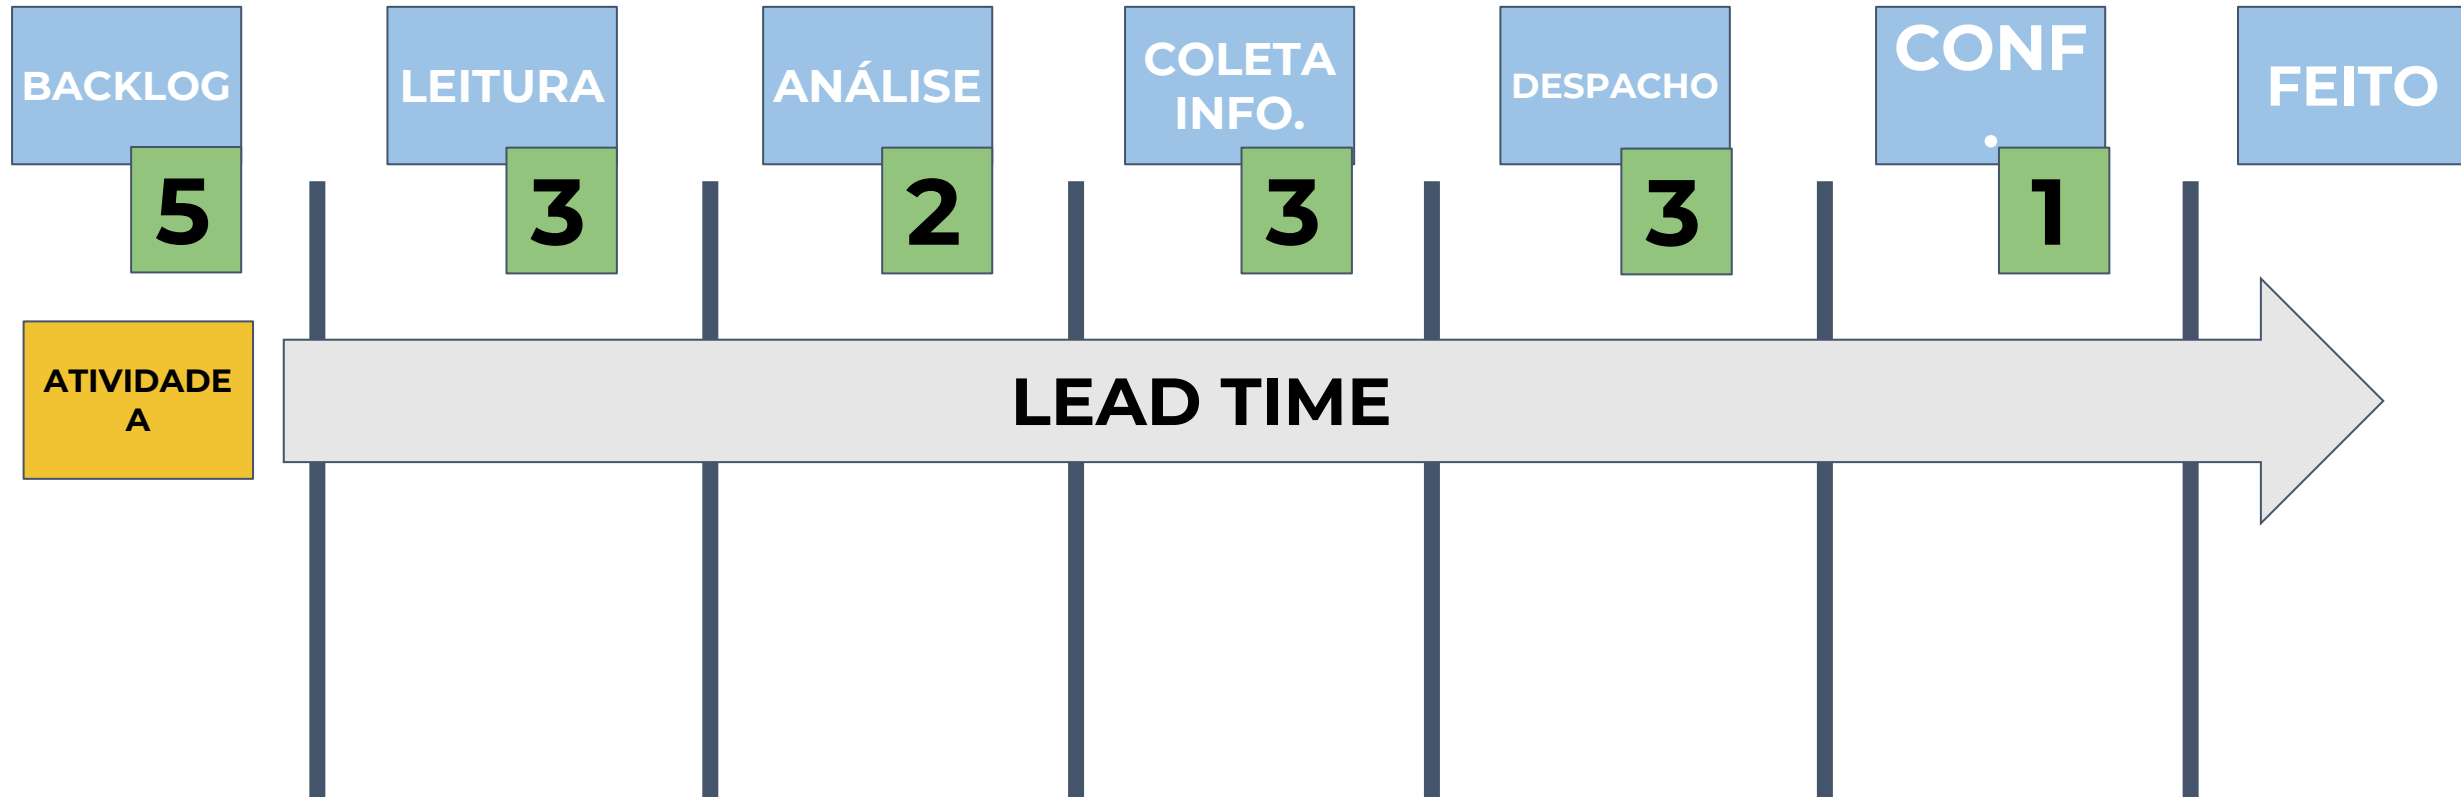 BACKLOG
LEITURA
ANÁLISE
COLETA
INFO.
DESPACHO
CONF
.
FEITO
5
3
2
3
3
1
ATIVIDADE
A
LEAD TIME